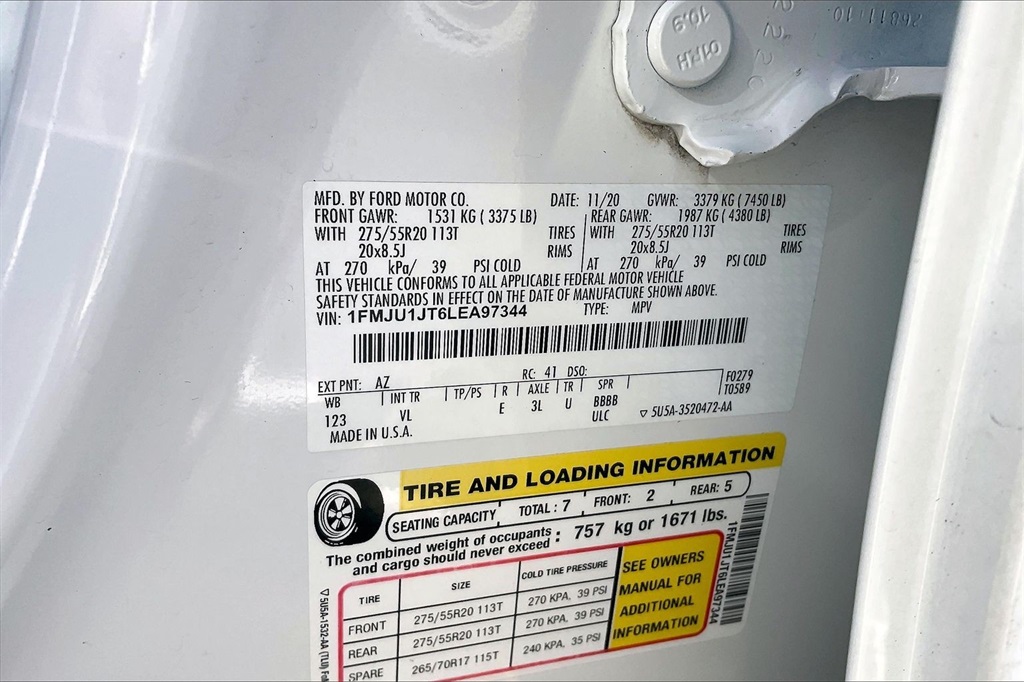 10.9
01RH
MFD. BY FORD MOTOR CO. DATE: 11/20 GVWR: 3379 KG ( 7450 LB)
FRONT GAWR: 1531 KG ( 3375 LB) REAR GAWR: 1987 KG ( 4380 LB)
WITH 275/55R20 113T TIRES WITH 275/55R20 113T TIRES
20x8.5J RIMS 20x8.5J RIMS
AT 270 kPa/ 39 PSI COLD AT 270 kPa/ 39 PSI COLD
THIS VEHICLE CONFORMS TO ALL APPLICABLE FEDERAL MOTOR VEHICLE
SAFETY STANDARDS IN EFFECT ON THE DATE OF MANUFACTURE SHOWN ABOVE.
VIN: 1FMJU1JT6LEA97344 TYPE: MPV
EXT PNT: AZ RC: 41 DSO: F0279
WB INT TR TP/PS R AXLE TR SPR T0589
123 VL E 3L U BBBB
ULC ▽ 5U5A-3520472-AA
MADE IN U.S.A.
TIRE AND LOADING INFORMATION
SEATING CAPACITY TOTAL : 7 FRONT: 2 REAR: 5
The combined weight of occupants
and cargo should never exceed : 757 kg or 1671 lbs.
TIRE SIZE COLD TIRE PRESSURE
FRONT 275/55R20 113T 270 KPA, 39 PSI
REAR 275/55R20 113T 270 KPA, 39 PSI
SPARE 265/70R17 115T 240 KPA, 35 PSI
SEE OWNERS
MANUAL FOR
ADDITIONAL
INFORMATION
1FMJU1JT6LEA97344
▽ 5U5A-1532-AA (TLU)